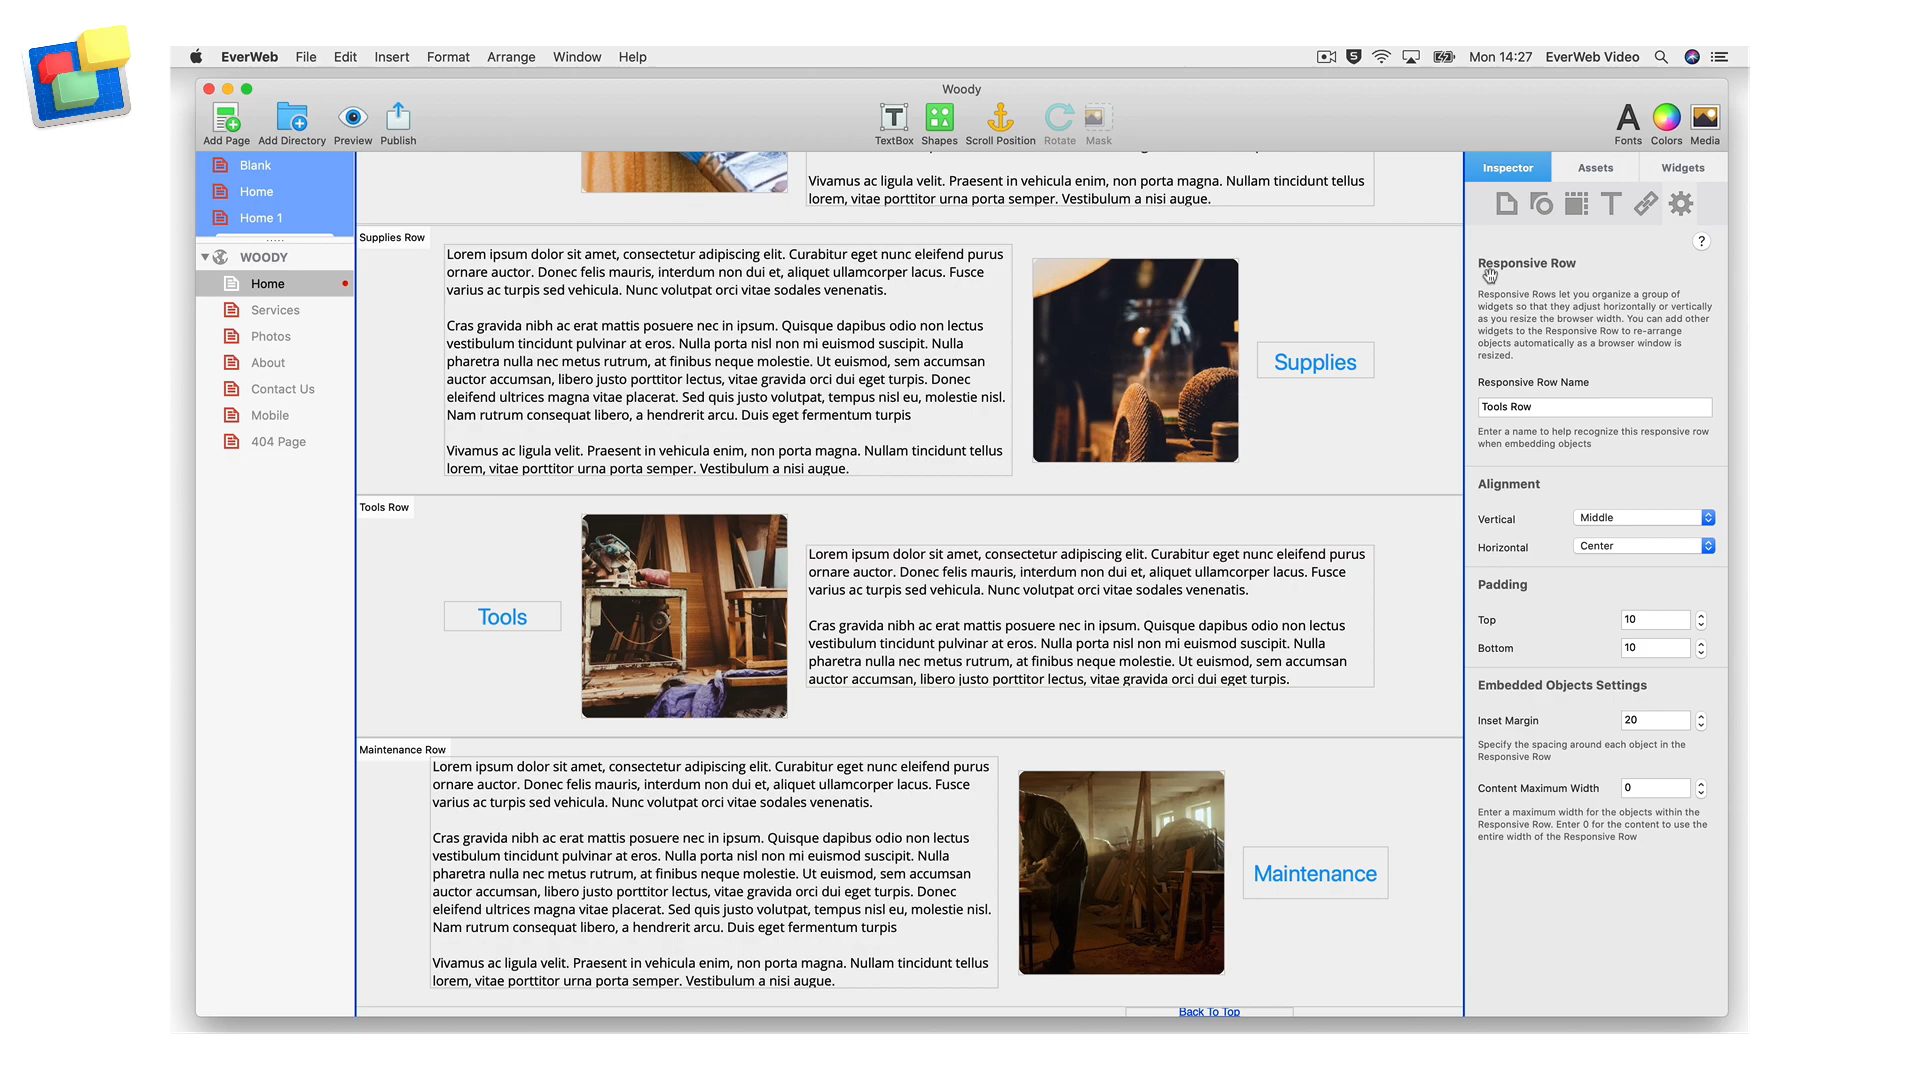 EverWeb File Edit Insert Format Arrange Window Help
Mon 14:27 EverWeb Video
Woody
Add Page Add Directory Preview Publish
TextBox Shapes Scroll Position Rotate Mask
Fonts Colors Media
Blank
Home
Home 1
WOODY
Home
Services
Photos
About
Contact Us
Mobile
404 Page
Vivamus ac ligula velit. Praesent in vehicula enim, non porta magna. Nullam tincidunt tellus
lorem, vitae porttitor urna porta semper. Vestibulum a nisi augue.
Supplies Row
Lorem ipsum dolor sit amet, consectetur adipiscing elit. Curabitur eget nunc eleifend purus
ornare auctor. Donec felis mauris, interdum non dui et, aliquet ullamcorper lacus. Fusce
varius ac turpis sed vehicula. Nunc volutpat orci vitae sodales venenatis.
Cras gravida nibh ac erat mattis posuere nec in ipsum. Quisque dapibus odio non lectus
vestibulum tincidunt pulvinar at eros. Nulla porta nisl non mi euismod suscipit. Nulla
pharetra nulla nec metus rutrum, at finibus neque molestie. Ut euismod, sem accumsan
auctor accumsan, libero justo porttitor lectus, vitae gravida orci dui eget turpis. Donec
eleifend ultrices magna vitae placerat. Sed quis justo volutpat, tempus nisl eu, molestie nisl.
Nam rutrum consequat libero, a hendrerit arcu. Duis eget fermentum turpis
Vivamus ac ligula velit. Praesent in vehicula enim, non porta magna. Nullam tincidunt tellus
lorem, vitae porttitor urna porta semper. Vestibulum a nisi augue.
Supplies
Tools Row
Tools
Lorem ipsum dolor sit amet, consectetur adipiscing elit. Curabitur eget nunc eleifend purus
ornare auctor. Donec felis mauris, interdum non dui et, aliquet ullamcorper lacus. Fusce
varius ac turpis sed vehicula. Nunc volutpat orci vitae sodales venenatis.
Cras gravida nibh ac erat mattis posuere nec in ipsum. Quisque dapibus odio non lectus
vestibulum tincidunt pulvinar at eros. Nulla porta nisl non mi euismod suscipit. Nulla
pharetra nulla nec metus rutrum, at finibus neque molestie. Ut euismod, sem accumsan
auctor accumsan, libero justo porttitor lectus, vitae gravida orci dui eget turpis.
Maintenance Row
Lorem ipsum dolor sit amet, consectetur adipiscing elit. Curabitur eget nunc eleifend purus
ornare auctor. Donec felis mauris, interdum non dui et, aliquet ullamcorper lacus. Fusce
varius ac turpis sed vehicula. Nunc volutpat orci vitae sodales venenatis.
Cras gravida nibh ac erat mattis posuere nec in ipsum. Quisque dapibus odio non lectus
vestibulum tincidunt pulvinar at eros. Nulla porta nisl non mi euismod suscipit. Nulla
pharetra nulla nec metus rutrum, at finibus neque molestie. Ut euismod, sem accumsan
auctor accumsan, libero justo porttitor lectus, vitae gravida orci dui eget turpis. Donec
eleifend ultrices magna vitae placerat. Sed quis justo volutpat, tempus nisl eu, molestie nisl.
Nam rutrum consequat libero, a hendrerit arcu. Duis eget fermentum turpis
Vivamus ac ligula velit. Praesent in vehicula enim, non porta magna. Nullam tincidunt tellus
lorem, vitae porttitor urna porta semper. Vestibulum a nisi augue.
Maintenance
Back To Top
Inspector Assets Widgets
?
Responsive Row
Responsive Rows let you organize a group of
widgets so that they adjust horizontally or vertically
as you resize the browser width. You can add other
widgets to the Responsive Row to re-arrange
objects automatically as a browser window is
resized.
Responsive Row Name
Tools Row
Enter a name to help recognize this responsive row
when embedding objects
Alignment
Vertical Middle
Horizontal Center
Padding
Top 10
Bottom 10
Embedded Objects Settings
Inset Margin 20
Specify the spacing around each object in the
Responsive Row
Content Maximum Width 0
Enter a maximum width for the objects within the
Responsive Row. Enter 0 for the content to use the
entire width of the Responsive Row